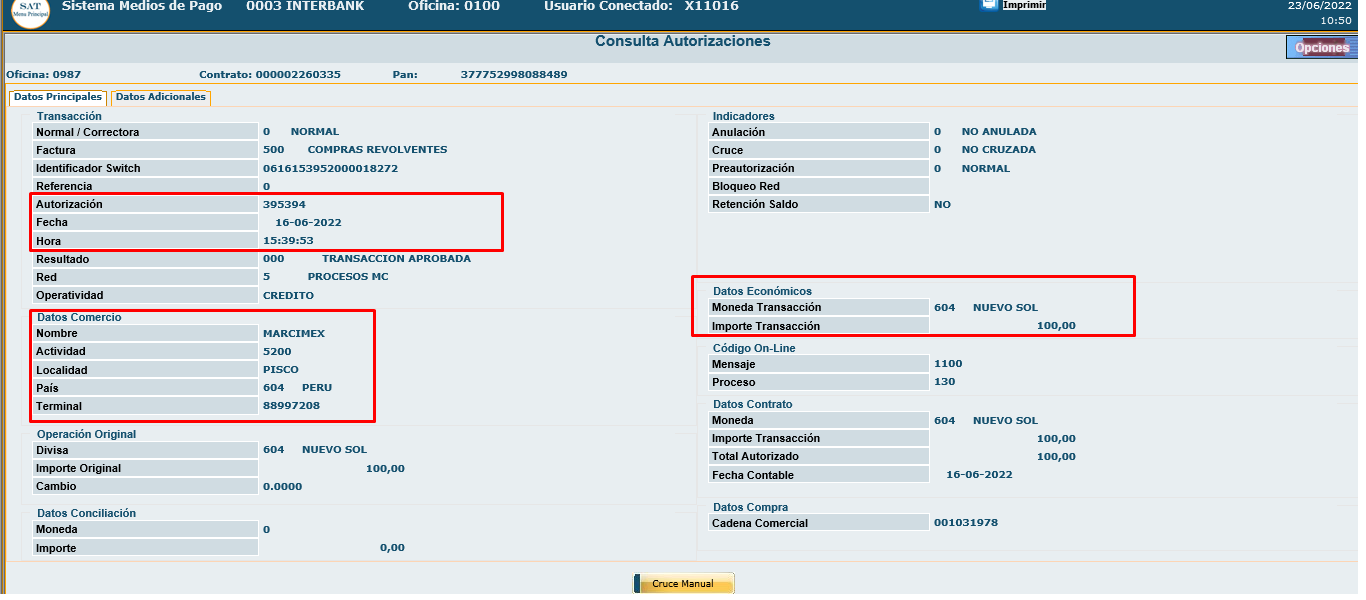 SAT Sistema Medios de Pago 0003 INTERBANK Oficina: 0100 Usuario Conectado: X11016 Imprimir 23/06/2022
Menu Principal 10:50
Consulta Autorizaciones
Opciones
Oficina: 0987 Contrato: 000002260335 Pan: 377752998088489
Datos Principales Datos Adicionales
Transacción
Normal / Correctora 0 NORMAL
Factura 500 COMPRAS REVOLVENTES
Identificador Switch 0616153952000018272
Referencia 0
Autorización 395394
Fecha 16-06-2022
Hora 15:39:53
Resultado 000 TRANSACCION APROBADA
Red 5 PROCESOS MC
Operatividad CREDITO
Datos Comercio
Nombre MARCIMEX
Actividad 5200
Localidad PISCO
País 604 PERU
Terminal 88997208
Operación Original
Divisa 604 NUEVO SOL
Importe Original 100,00
Cambio 0.0000
Datos Conciliación
Moneda 0
Importe 0,00
Indicadores
Anulación 0 NO ANULADA
Cruce 0 NO CRUZADA
Preautorización 0 NORMAL
Bloqueo Red
Retención Saldo NO
Datos Económicos
Moneda Transacción 604 NUEVO SOL
Importe Transacción 100,00
Código On-Line
Mensaje 1100
Proceso 130
Datos Contrato
Moneda 604 NUEVO SOL
Importe Transacción 100,00
Total Autorizado 100,00
Fecha Contable 16-06-2022
Datos Compra
Cadena Comercial 001031978
Cruce Manual